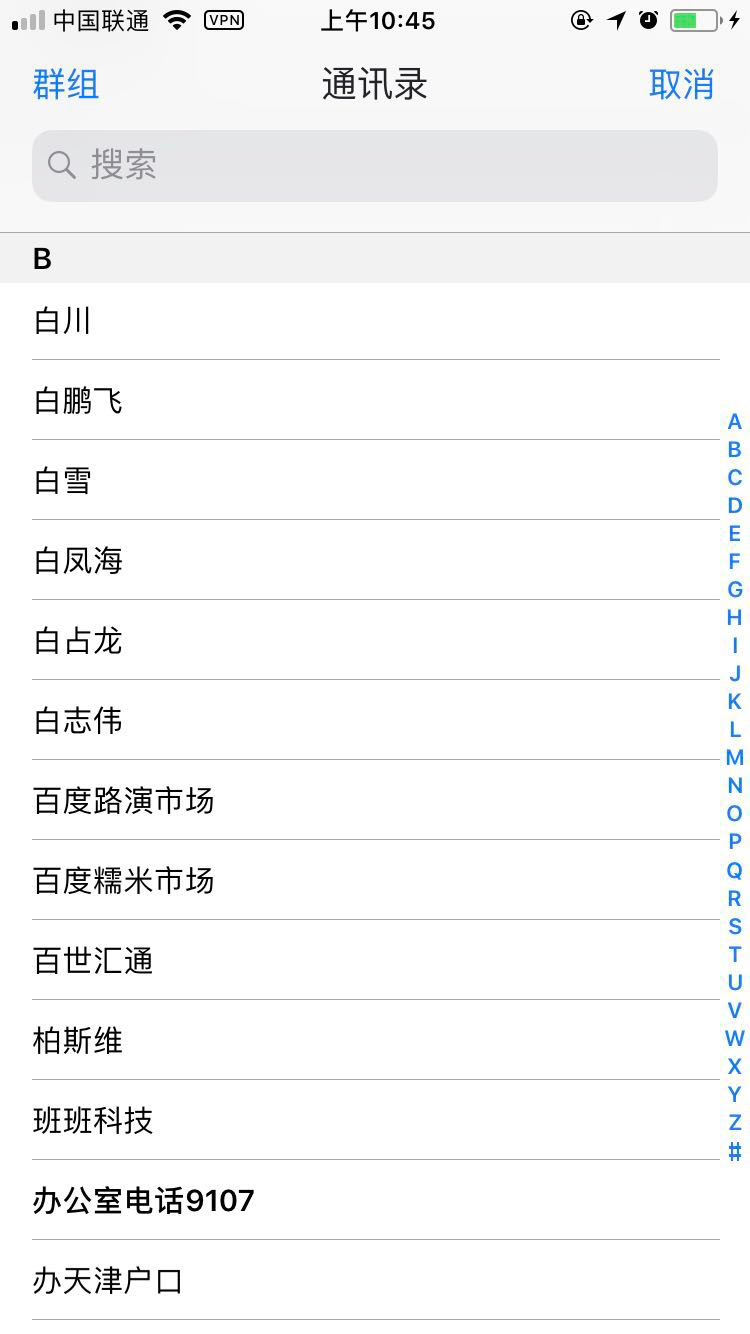 中国联通 VPN 上午10:45
群组 通讯录 取消
搜索
B
白川
白鹏飞
白雪
白凤海
白占龙
白志伟
百度路演市场
百度糯米市场
百世汇通
柏斯维
班班科技
办公室电话9107
办天津户口
A
B
C
D
E
F
G
H
I
J
K
L
M
N
O
P
Q
R
S
T
U
V
W
X
Y
Z
#